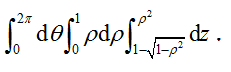 ∫₀^{2π} dθ ∫₀^{1} ρdρ ∫_{1-√(1-ρ²)}^{ρ²} dz .